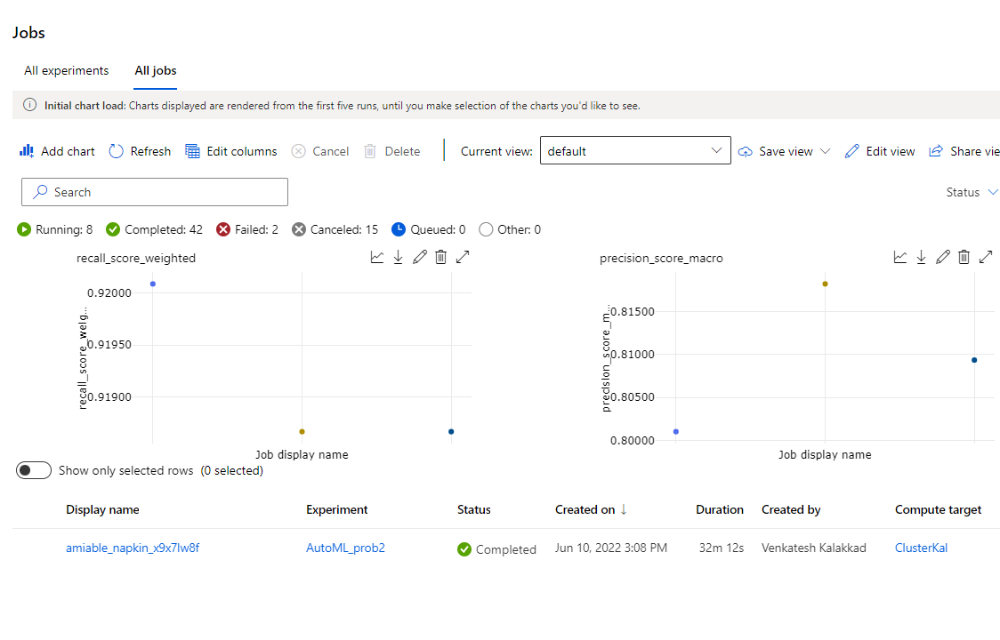 Jobs
All experiments All jobs
Initial chart load: Charts displayed are rendered from the first five runs, until you make selection of the charts you'd like to see.
Add chart Refresh Edit columns Cancel Delete Current view: default Save view Edit view Share vie
Search Status
Running: 8 Completed: 42 Failed: 2 Canceled: 15 Queued: 0 Other: 0
recall_score_weighted
0.92000
0.91950
0.91900
recall_score_weig...
Job display name
precision_score_macro
0.81500
0.81000
0.80500
0.80000
precision_score_m...
Job display name
Show only selected rows (0 selected)
Display name Experiment Status Created on ↓ Duration Created by Compute target
amiable_napkin_x9x7lw8f AutoML_prob2 Completed Jun 10, 2022 3:08 PM 32m 12s Venkatesh Kalakkad ClusterKal